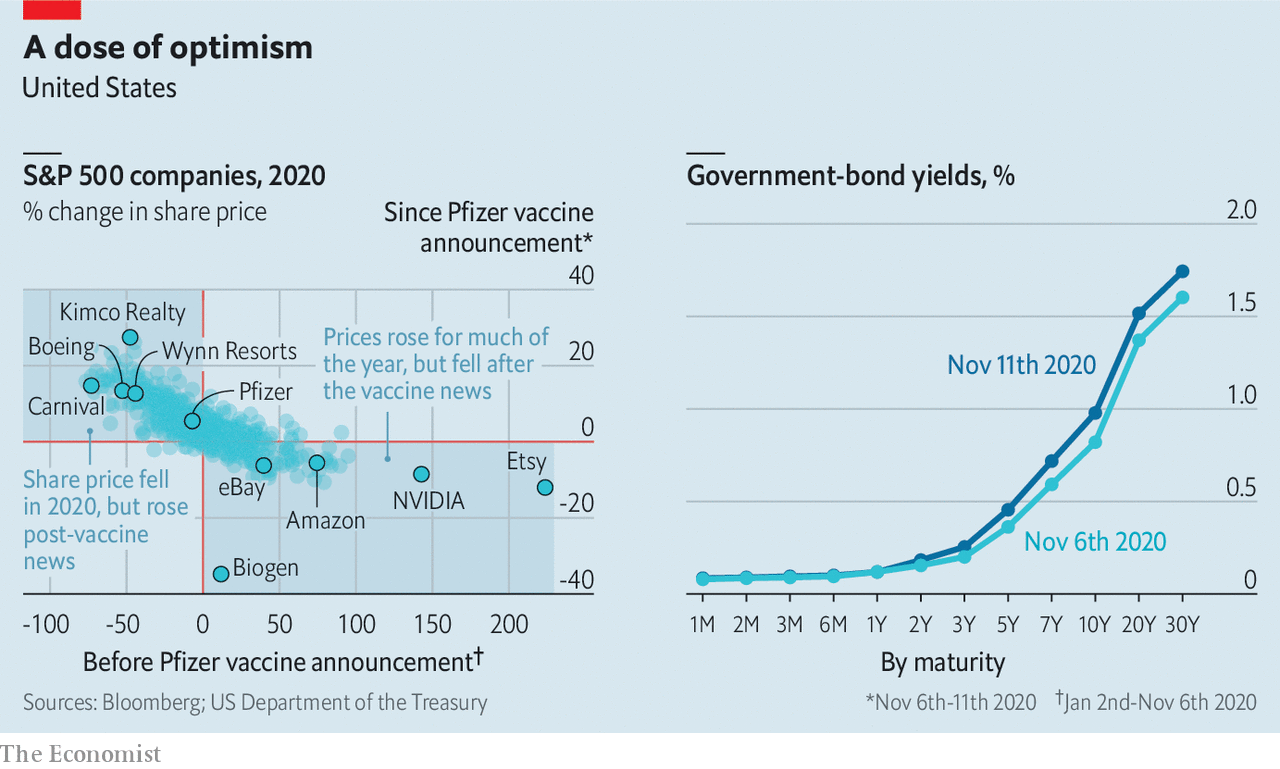 A dose of optimism
United States
S&P 500 companies, 2020
% change in share price
Since Pfizer vaccine
announcement*
40
20
0
-20
-40
Kimco Realty
Boeing
Wynn Resorts
Carnival
Pfizer
Prices rose for much of
the year, but fell after
the vaccine news
Share price fell
in 2020, but rose
post-vaccine
news
eBay
Amazon
NVIDIA
Etsy
Biogen
-100 -50 0 50 100 150 200
Before Pfizer vaccine announcement†
Government-bond yields, %
2.0
1.5
1.0
0.5
0
Nov 11th 2020
Nov 6th 2020
1M 2M 3M 6M 1Y 2Y 3Y 5Y 7Y 10Y 20Y 30Y
By maturity
Sources: Bloomberg; US Department of the Treasury
*Nov 6th-11th 2020 †Jan 2nd-Nov 6th 2020
The Economist